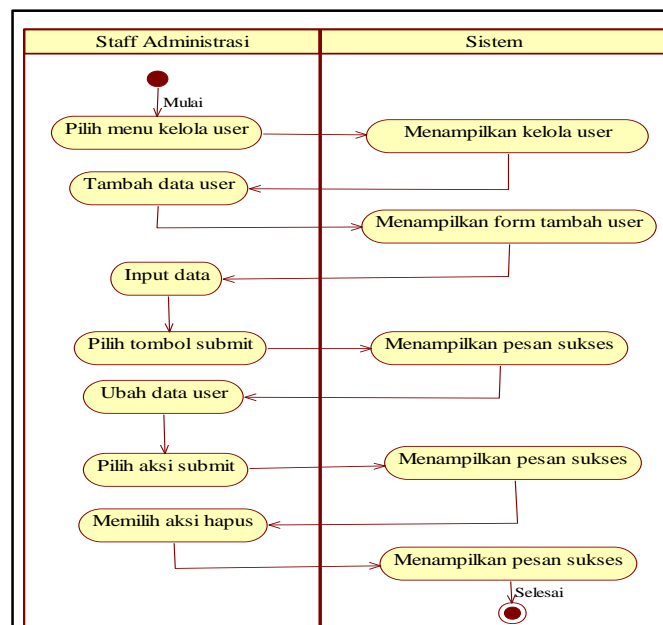 Staff Administrasi
Sistem
Mulai
Pilih menu kelola user
Menampilkan kelola user
Tambah data user
Menampilkan form tambah user
Input data
Pilih tombol submit
Menampilkan pesan sukses
Ubah data user
Pilih aksi submit
Menampilkan pesan sukses
Memilih aksi hapus
Menampilkan pesan sukses
Selesai